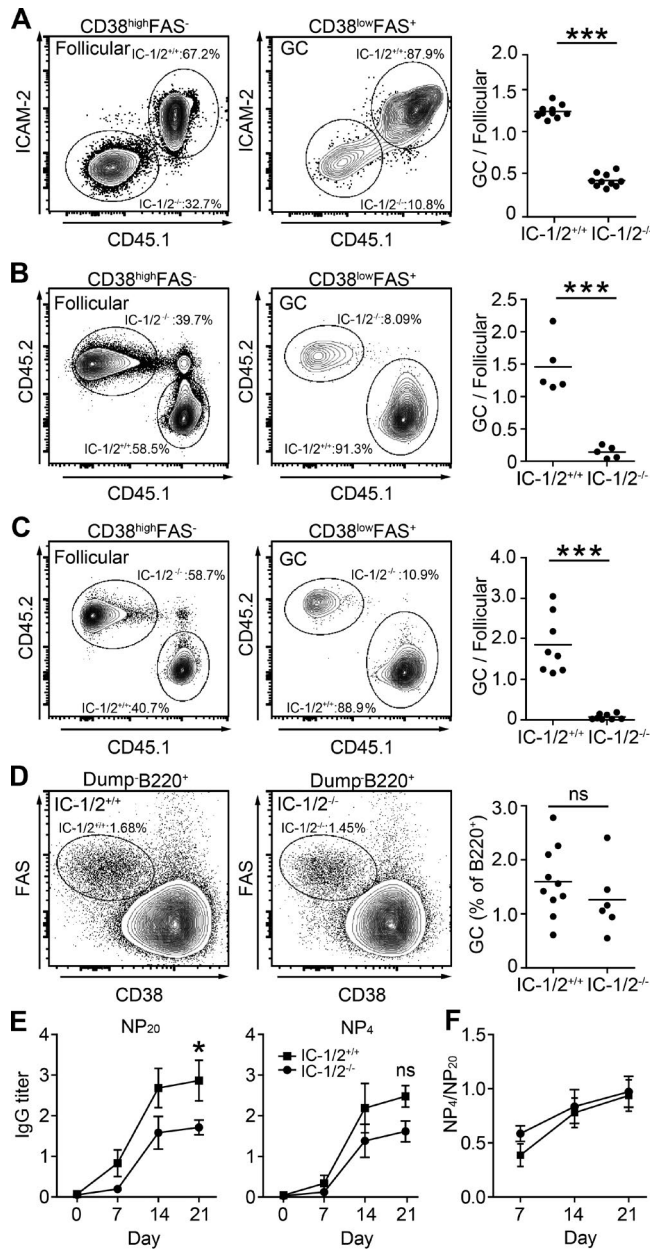 A
CD38highFAS-
Follicular
IC-1/2+/+:67.2%
IC-1/2-/-:32.7%
ICAM-2
CD45.1
CD38lowFAS+
GC
IC-1/2+/+:87.9%
IC-1/2-/-:10.8%
CD45.1
GC / Follicular
***
2.0
1.5
1.0
0.5
0
IC-1/2+/+ IC-1/2-/-
B
CD38highFAS-
Follicular
IC-1/2-/-:39.7%
IC-1/2+/+:58.5%
CD45.2
CD45.1
CD38lowFAS+
GC
IC-1/2-/-:8.09%
IC-1/2+/+:91.3%
CD45.2
CD45.1
GC / Follicular
***
2.5
2.0
1.5
1.0
0.5
0
IC-1/2+/+ IC-1/2-/-
C
CD38highFAS-
Follicular
IC-1/2-/-:58.7%
IC-1/2+/+:40.7%
CD45.2
CD45.1
CD38lowFAS+
GC
IC-1/2-/-:10.9%
IC-1/2+/+:88.9%
CD45.2
CD45.1
GC / Follicular
***
4.0
3.0
2.0
1.0
0
IC-1/2+/+ IC-1/2-/-
D
Dump-B220+
IC-1/2+/+
IC-1/2+/+:1.68%
FAS
CD38
Dump-B220+
IC-1/2-/-
IC-1/2-/-:1.45%
CD38
GC (% of B220+)
ns
3.0
2.0
1.0
0
IC-1/2+/+ IC-1/2-/-
E
NP20
IgG titer
4
3
2
1
0
*
0 7 14 21
Day
NP4
4
3
2
1
0
IC-1/2+/+
IC-1/2-/-
ns
0 7 14 21
Day
F
NP4/NP20
1.5
1.0
0.5
0
7 14 21
Day